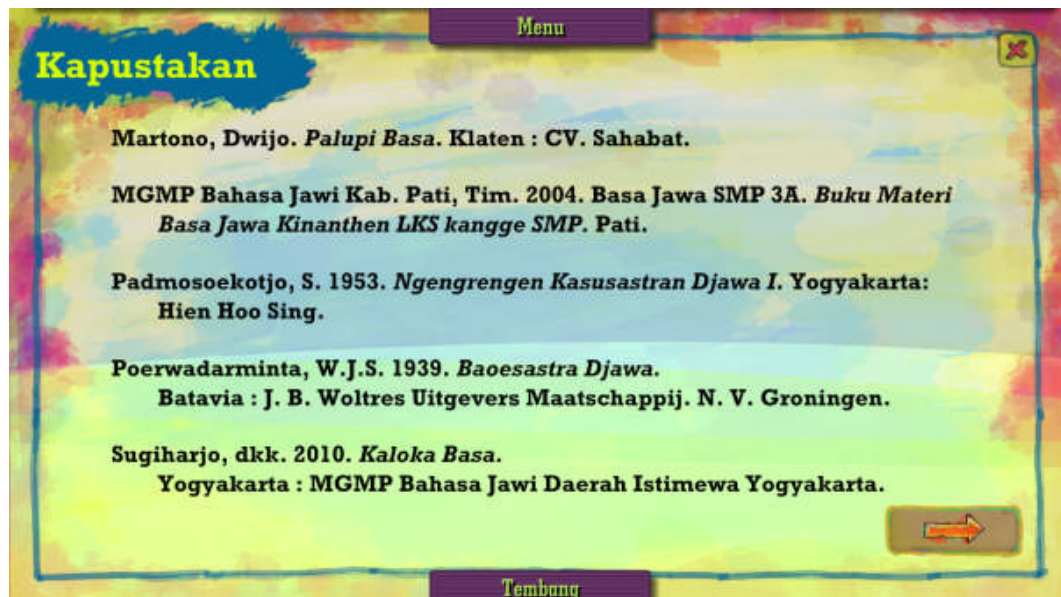 Menu
Kapustakan
Martono, Dwijo. Palupi Basa. Klaten : CV. Sahabat.
MGMP Bahasa Jawi Kab. Pati, Tim. 2004. Basa Jawa SMP 3A. Buku Materi
Basa Jawa Kinanthen LKS kangge SMP. Pati.
Padmosoekotjo, S. 1953. Ngengrengen Kasusastran Djawa I. Yogyakarta:
Hien Hoo Sing.
Poerwadarminta, W.J.S. 1939. Baoesastra Djawa.
Batavia : J. B. Woltres Uitgevers Maatschappij. N. V. Groningen.
Sugiharjo, dkk. 2010. Kaloka Basa.
Yogyakarta : MGMP Bahasa Jawi Daerah Istimewa Yogyakarta.
Tembang